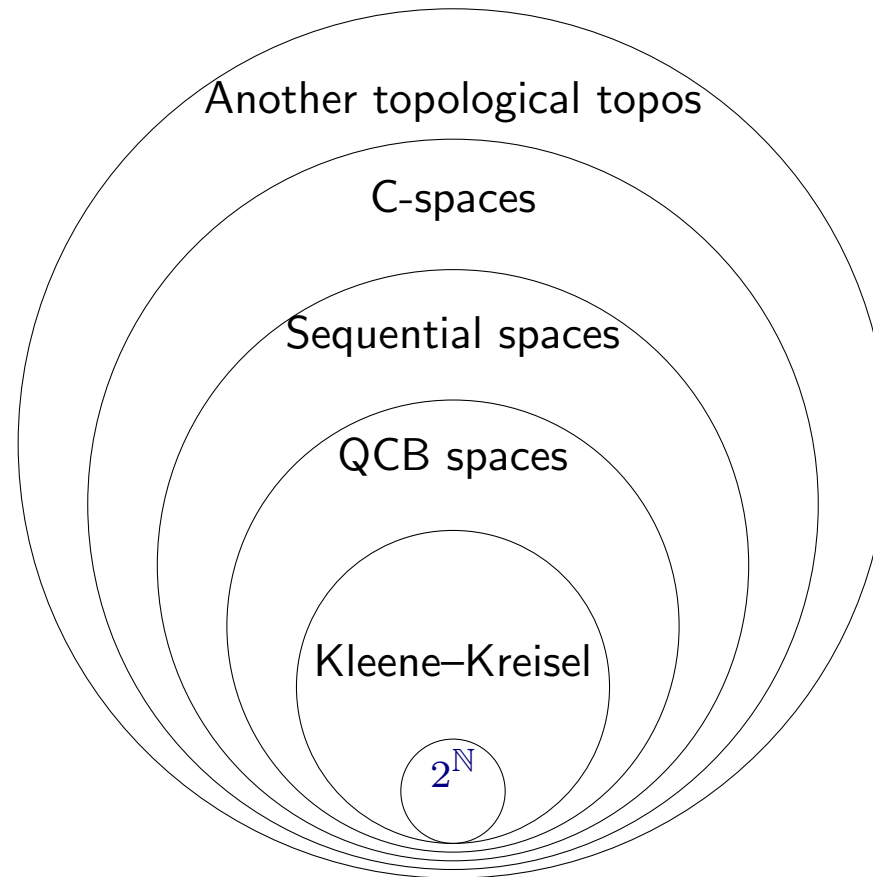 Another topological topos
C-spaces
Sequential spaces
QCB spaces
Kleene–Kreisel
2^ℕ